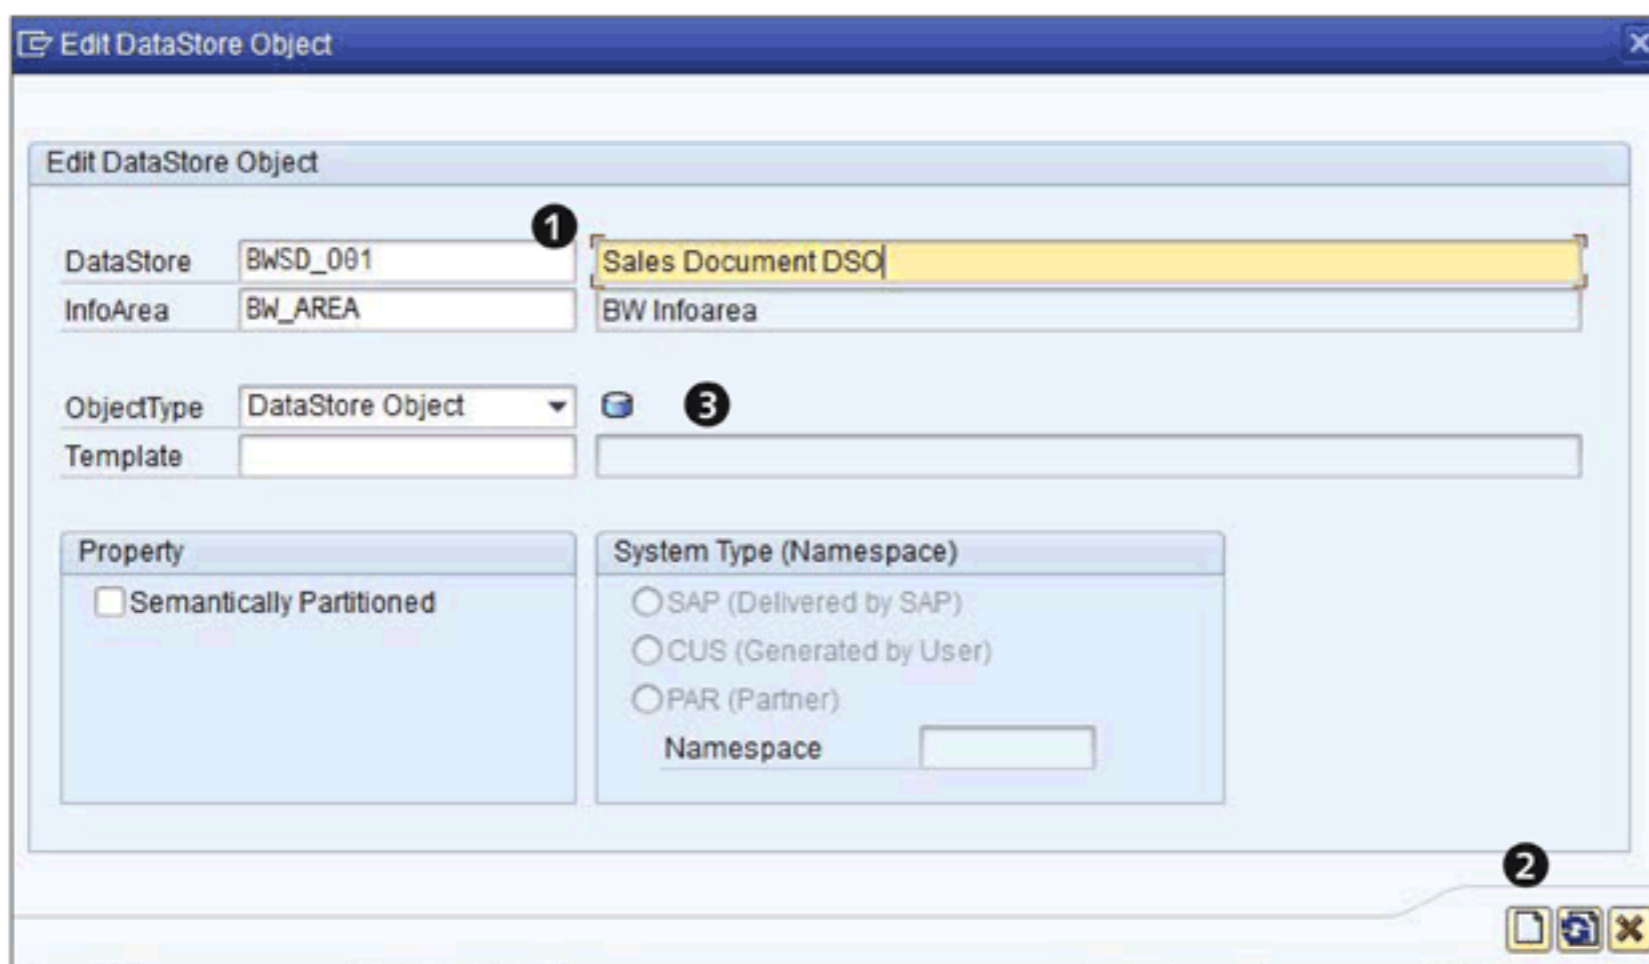 Edit DataStore Object
Edit DataStore Object
1
DataStore BWSD_001 Sales Document DSO
InfoArea BW_AREA BW Infoarea
ObjectType DataStore Object 3
Template
Property System Type (Namespace)
Semantically Partitioned SAP (Delivered by SAP)
CUS (Generated by User)
PAR (Partner)
Namespace
2